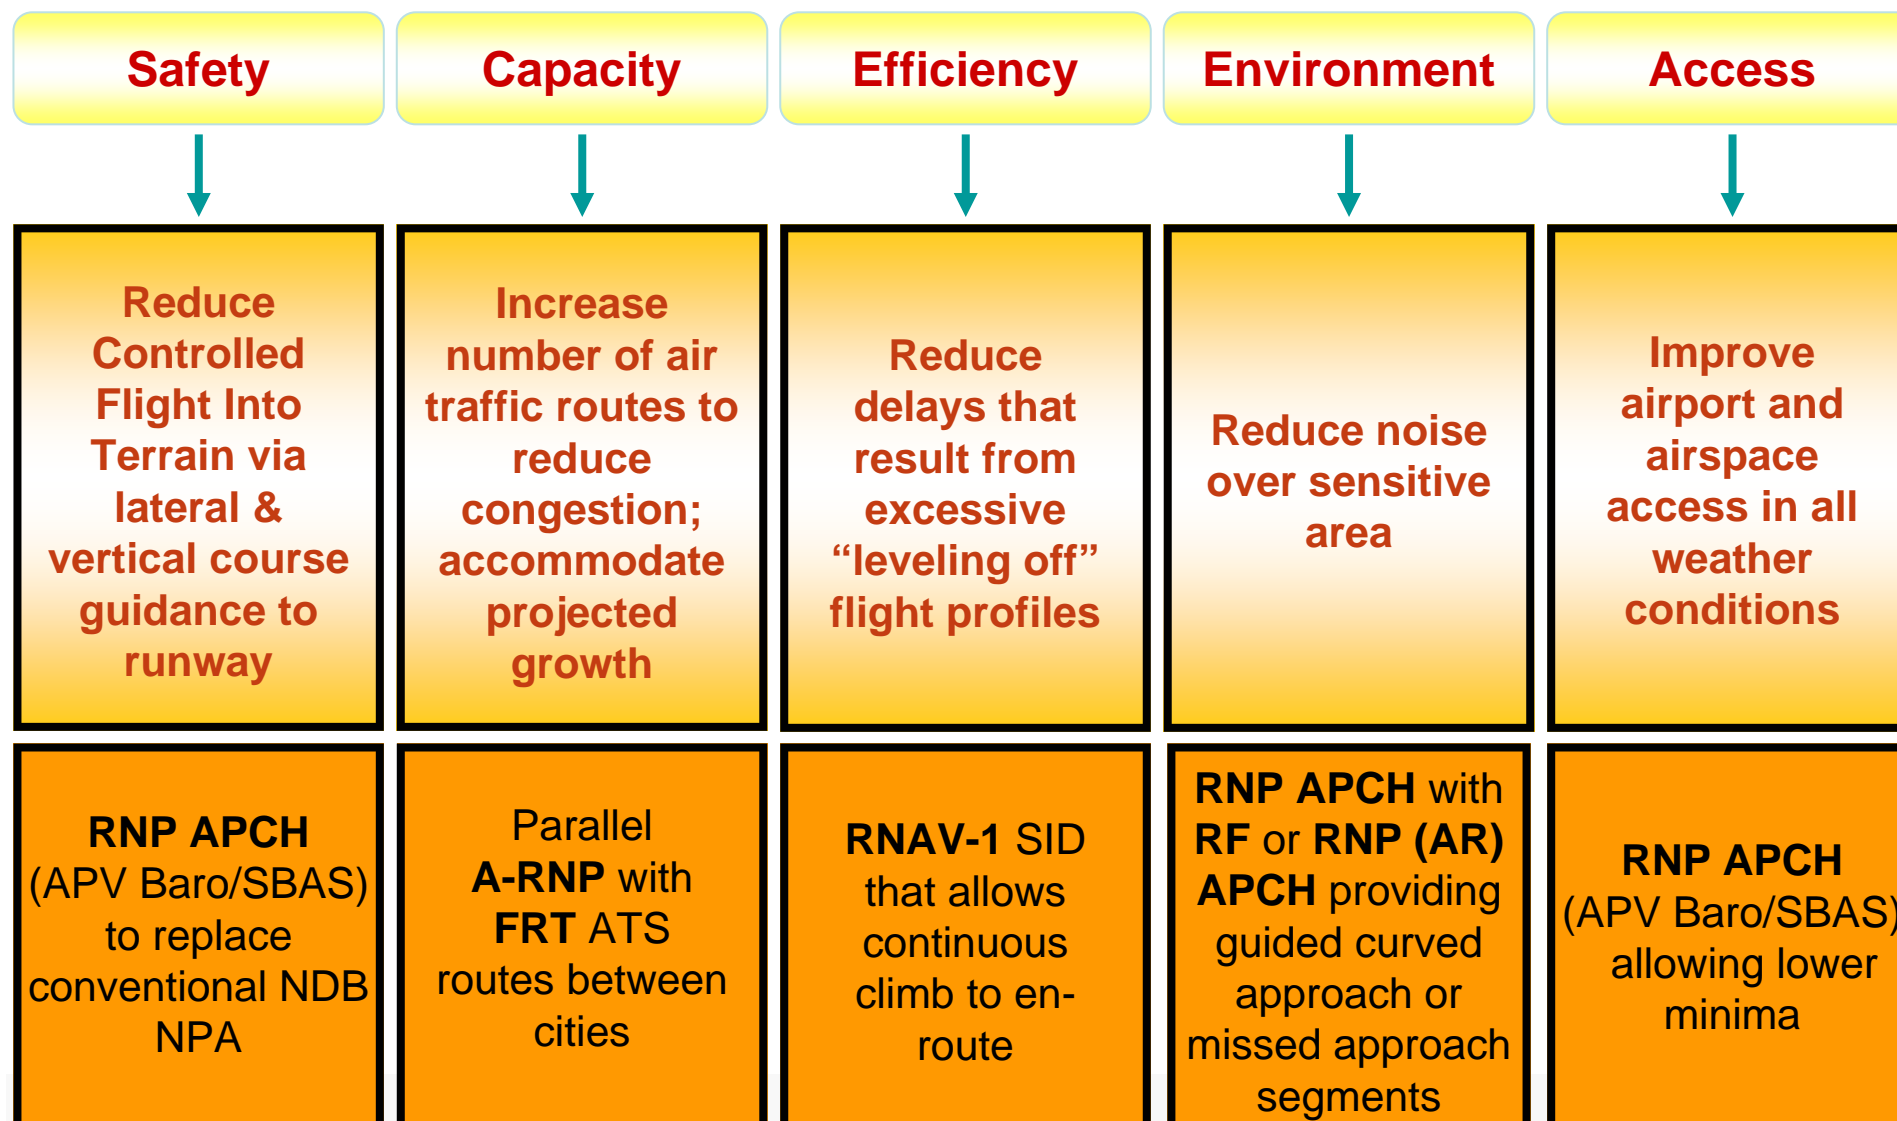 Safety
Capacity
Efficiency
Environment
Access
Reduce
Controlled
Flight Into
Terrain via
lateral &
vertical course
guidance to
runway
Increase
number of air
traffic routes to
reduce
congestion;
accommodate
projected
growth
Reduce
delays that
result from
excessive
“leveling off”
flight profiles
Reduce noise
over sensitive
area
Improve
airport and
airspace
access in all
weather
conditions
RNP APCH
(APV Baro/SBAS)
to replace
conventional NDB
NPA
Parallel
A-RNP with
FRT ATS
routes between
cities
RNAV-1 SID
that allows
continuous
climb to en-
route
RNP APCH with
RF or RNP (AR)
APCH providing
guided curved
approach or
missed approach
segments
RNP APCH
(APV Baro/SBAS)
allowing lower
minima